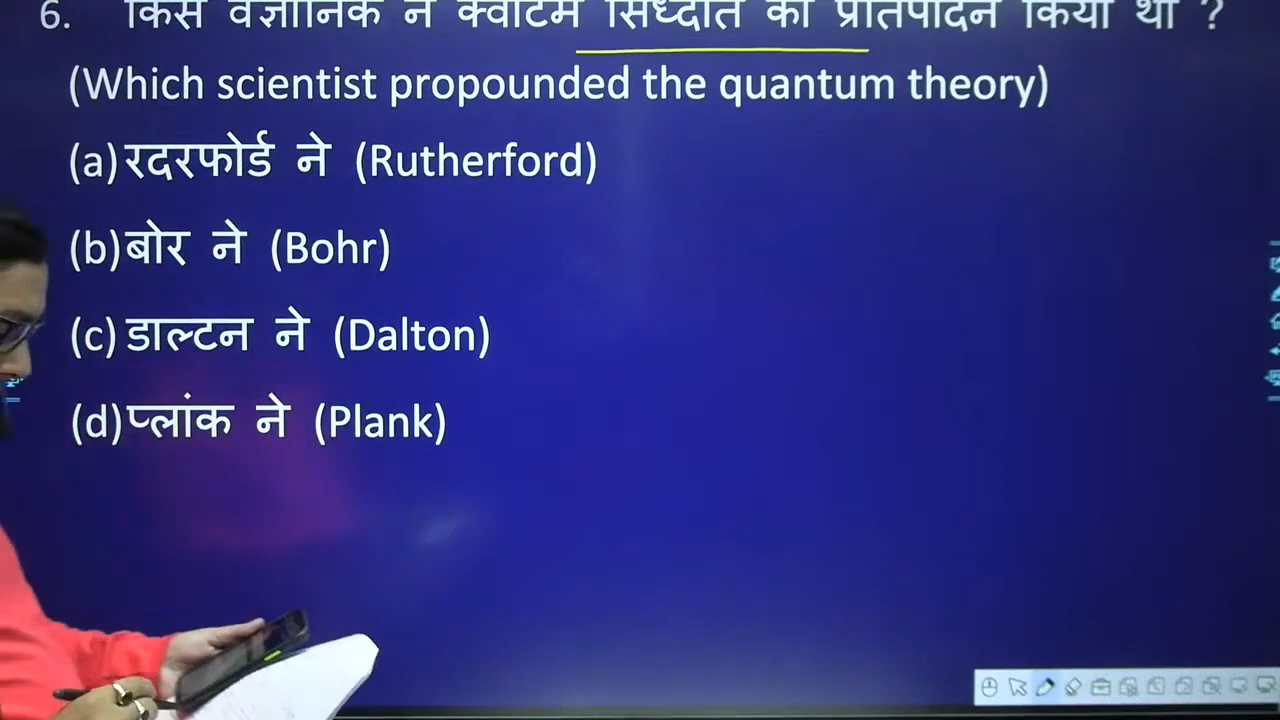 6. किस वैज्ञानिक ने क्वांटम सिध्दांत का प्रतिपादन किया था ?
(Which scientist propounded the quantum theory)
(a) रदरफोर्ड ने (Rutherford)
(b) बोर ने (Bohr)
(c) डाल्टन ने (Dalton)
(d) प्लांक ने (Plank)